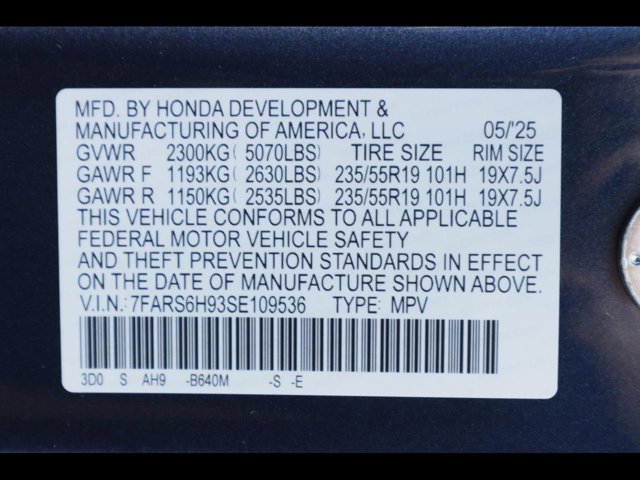 MFD. BY HONDA DEVELOPMENT &
MANUFACTURING OF AMERICA, LLC 05/'25
GVWR 2300KG( 5070LBS) TIRE SIZE RIM SIZE
GAWR F 1193KG( 2630LBS) 235/55R19 101H 19X7.5J
GAWR R 1150KG( 2535LBS) 235/55R19 101H 19X7.5J
THIS VEHICLE CONFORMS TO ALL APPLICABLE
FEDERAL MOTOR VEHICLE SAFETY
AND THEFT PREVENTION STANDARDS IN EFFECT
ON THE DATE OF MANUFACTURE SHOWN ABOVE.
V.I.N.: 7FARS6H93SE109536 TYPE: MPV
3D0 S AH9 -B640M -S -E